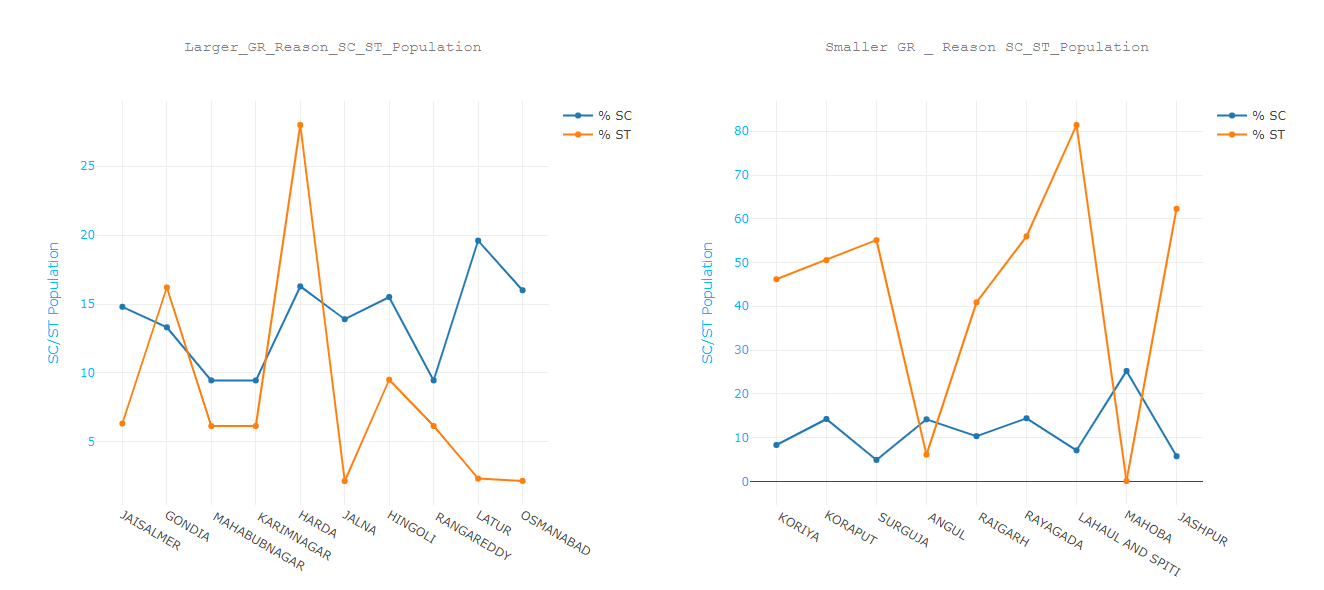 Larger_GR_Reason_SC_ST_Population
% SC
% ST
25
20
15
10
5
SC/ST Population
JAISALMER
GONDIA
MAHABUBNAGAR
KARIMNAGAR
HARDA
JALNA
HINGOLI
RANGAREDDY
LATUR
OSMANABAD
Smaller GR _ Reason SC_ST_Population
% SC
% ST
80
70
60
50
40
30
20
10
0
SC/ST Population
KORIYA
KORAPUT
SURGUJA
ANGUL
RAIGARH
RAYAGADA
LAHAUL AND SPITI
MAHOBA
JASHPUR